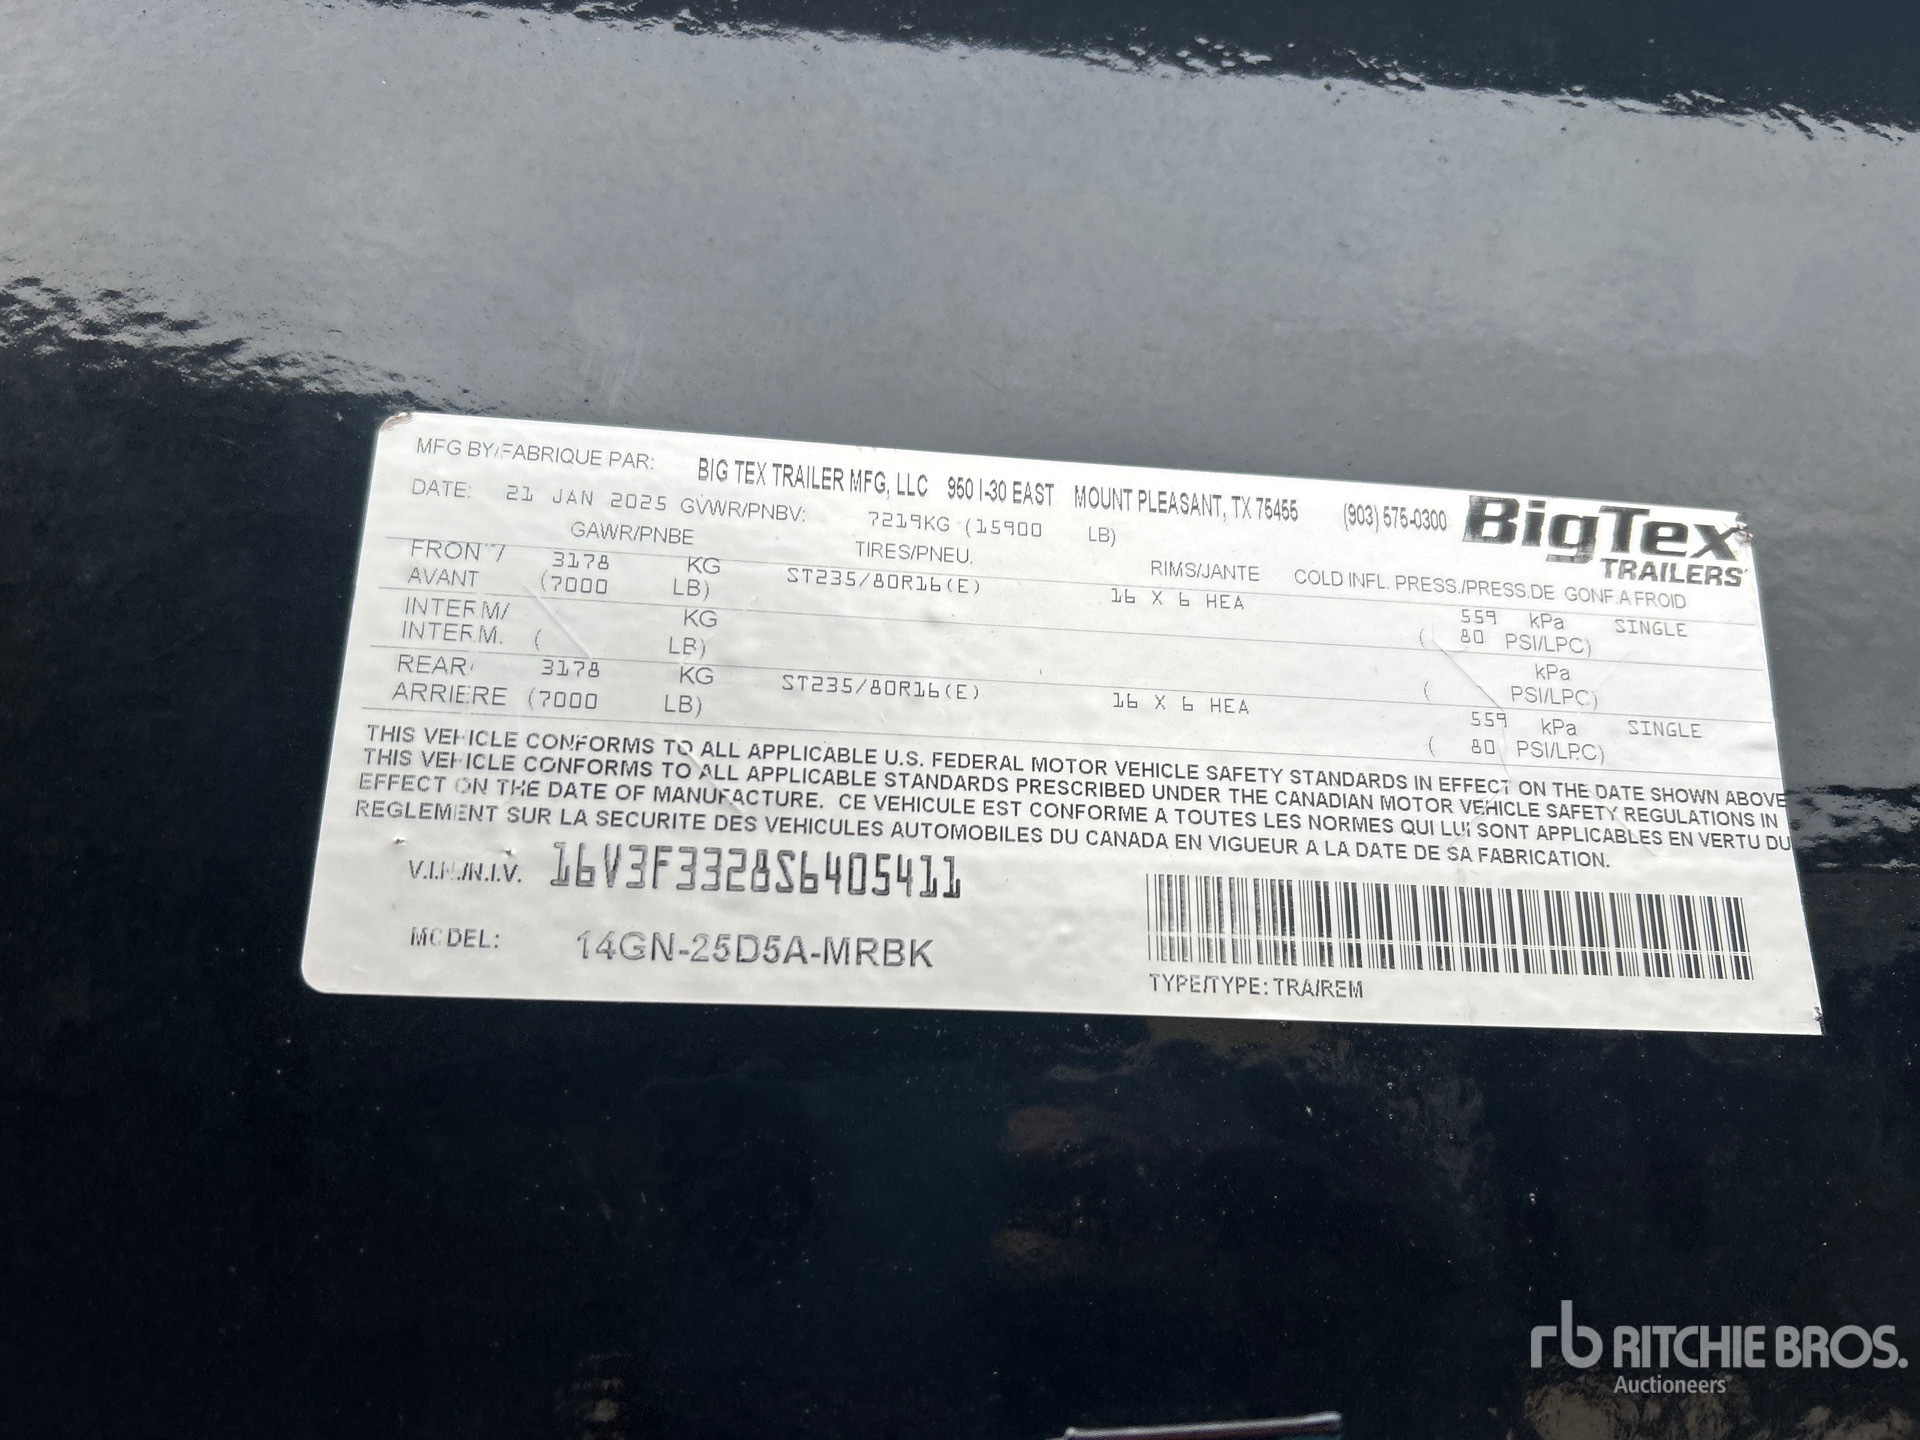 MFG BY/FABRIQUE PAR: BIG TEX TRAILER MFG, LLC 950 I-30 EAST MOUNT PLEASANT, TX 75455 (903) 575-0300
BigTex
TRAILERS
DATE: 21 JAN 2025 GVWR/PNBV: 7219KG (15900 LB)
GAWR/PNBE TIRES/PNEU. RIMS/JANTE COLD INFL. PRESS./PRESS.DE GONF.A FROID
FRONT/ 3178 KG ST235/80R16(E) 16 X 6 HEA 559 kPa SINGLE
AVANT (7000 LB) ( 80 PSI/LPC)
INTERM/ KG kPa
INTERM. ( LB) ( PSI/LPC)
REAR/ 3178 KG ST235/80R16(E) 16 X 6 HEA 559 kPa SINGLE
ARRIERE (7000 LB) ( 80 PSI/LPC)
THIS VEHICLE CONFORMS TO ALL APPLICABLE U.S. FEDERAL MOTOR VEHICLE SAFETY STANDARDS IN EFFECT ON THE DATE SHOWN ABOVE
THIS VEHICLE CONFORMS TO ALL APPLICABLE STANDARDS PRESCRIBED UNDER THE CANADIAN MOTOR VEHICLE SAFETY REGULATIONS IN
EFFECT ON THE DATE OF MANUFACTURE. CE VEHICULE EST CONFORME A TOUTES LES NORMES QUI LUI SONT APPLICABLES EN VERTU DU
REGLEMENT SUR LA SECURITE DES VEHICULES AUTOMOBILES DU CANADA EN VIGUEUR A LA DATE DE SA FABRICATION.
V.I.N./N.I.V. 16V3F3328S6405411
MODEL: 14GN-25D5A-MRBK
TYPE/TYPE: TRA/REM
rb RITCHIE BROS.
Auctioneers